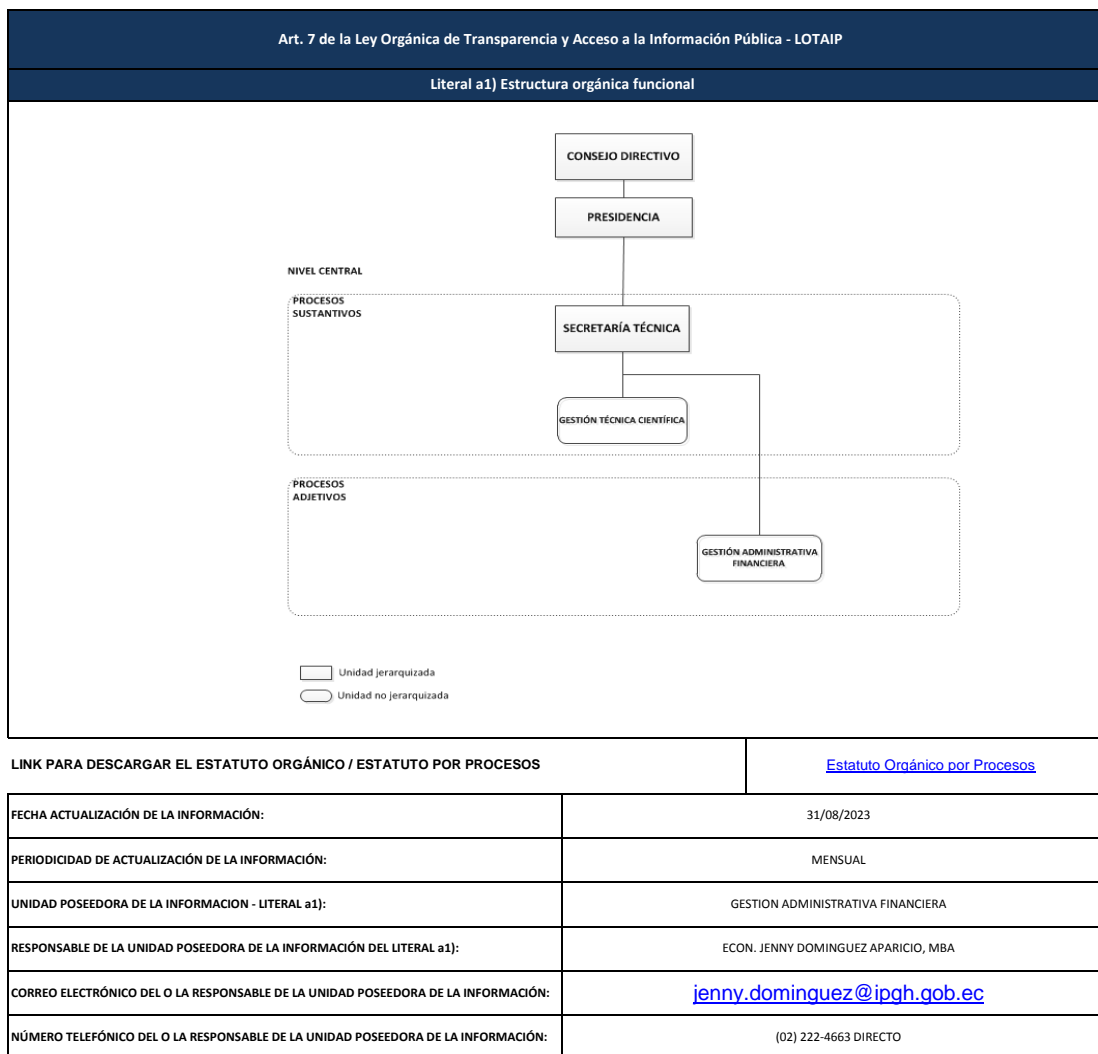 Art. 7 de la Ley Orgánica de Transparencia y Acceso a la Información Pública - LOTAIP
Literal a1) Estructura orgánica funcional
CONSEJO DIRECTIVO
PRESIDENCIA
NIVEL CENTRAL
PROCESOS
SUSTANTIVOS
SECRETARÍA TÉCNICA
GESTIÓN TÉCNICA CIENTÍFICA
PROCESOS
ADJETIVOS
GESTIÓN ADMINISTRATIVA
FINANCIERA
Unidad jerarquizada
Unidad no jerarquizada
LINK PARA DESCARGAR EL ESTATUTO ORGÁNICO / ESTATUTO POR PROCESOS Estatuto Orgánico por Procesos
FECHA ACTUALIZACIÓN DE LA INFORMACIÓN: 31/08/2023
PERIODICIDAD DE ACTUALIZACIÓN DE LA INFORMACIÓN: MENSUAL
UNIDAD POSEEDORA DE LA INFORMACION - LITERAL a1): GESTION ADMINISTRATIVA FINANCIERA
RESPONSABLE DE LA UNIDAD POSEEDORA DE LA INFORMACIÓN DEL LITERAL a1): ECON. JENNY DOMINGUEZ APARICIO, MBA
CORREO ELECTRÓNICO DEL O LA RESPONSABLE DE LA UNIDAD POSEEDORA DE LA INFORMACIÓN: jenny.dominguez@ipgh.gob.ec
NÚMERO TELEFÓNICO DEL O LA RESPONSABLE DE LA UNIDAD POSEEDORA DE LA INFORMACIÓN: (02) 222-4663 DIRECTO